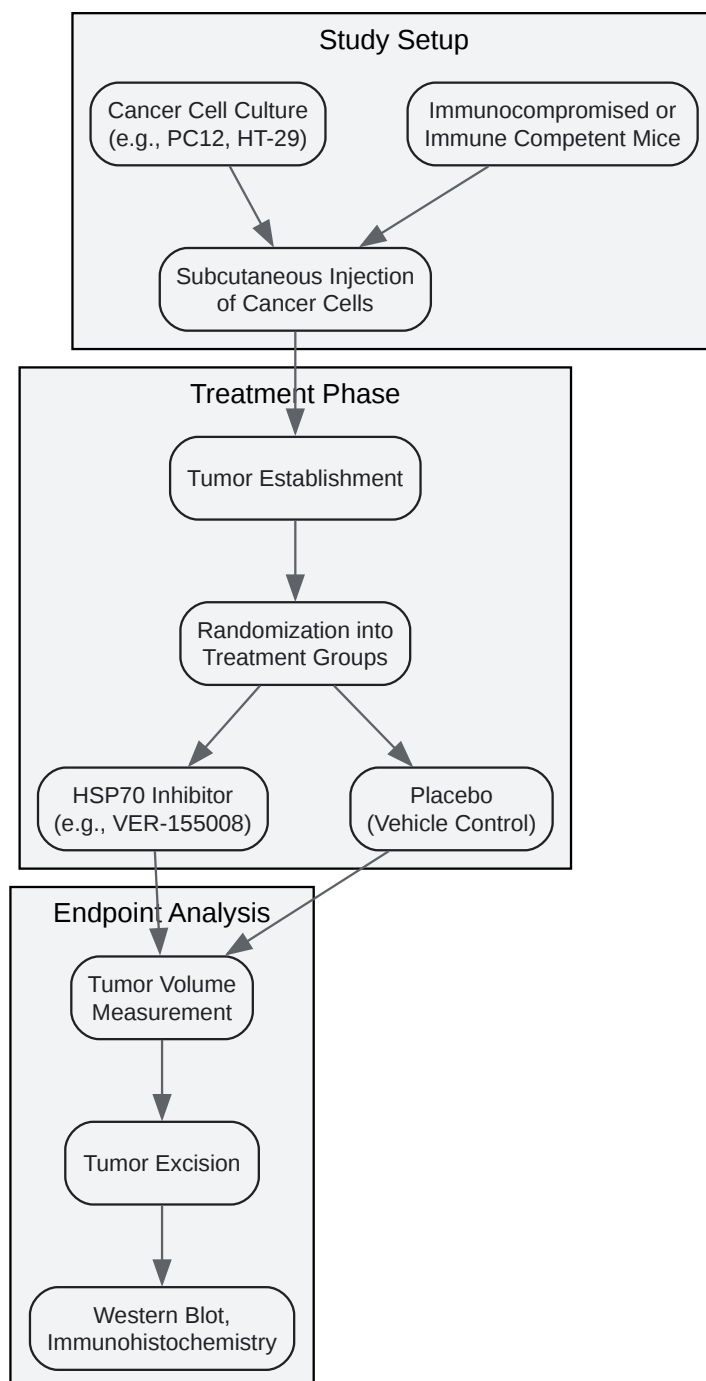 Study Setup
Cancer Cell Culture
(e.g., PC12, HT-29)
Immunocompromised or
Immune Competent Mice
Subcutaneous Injection
of Cancer Cells
Treatment Phase
Tumor Establishment
Randomization into
Treatment Groups
HSP70 Inhibitor
(e.g., VER-155008)
Placebo
(Vehicle Control)
Endpoint Analysis
Tumor Volume
Measurement
Tumor Excision
Western Blot,
Immunohistochemistry